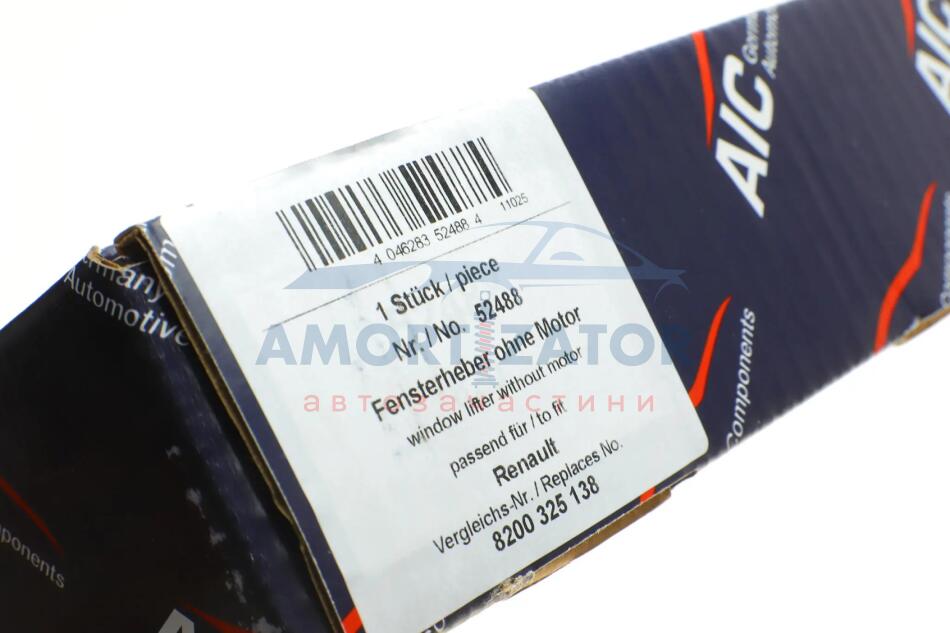 4 046283 52488 4
11025
1 Stück / piece
Nr. / No. 52488
Fensterheber ohne Motor
window lifter without motor
passend für / to fit
Renault
Vergleichs-Nr. / Replaces No.
8200 325 138
AMORTIZATOR
автозапчастини
AIC
Automotive
Components
AIC